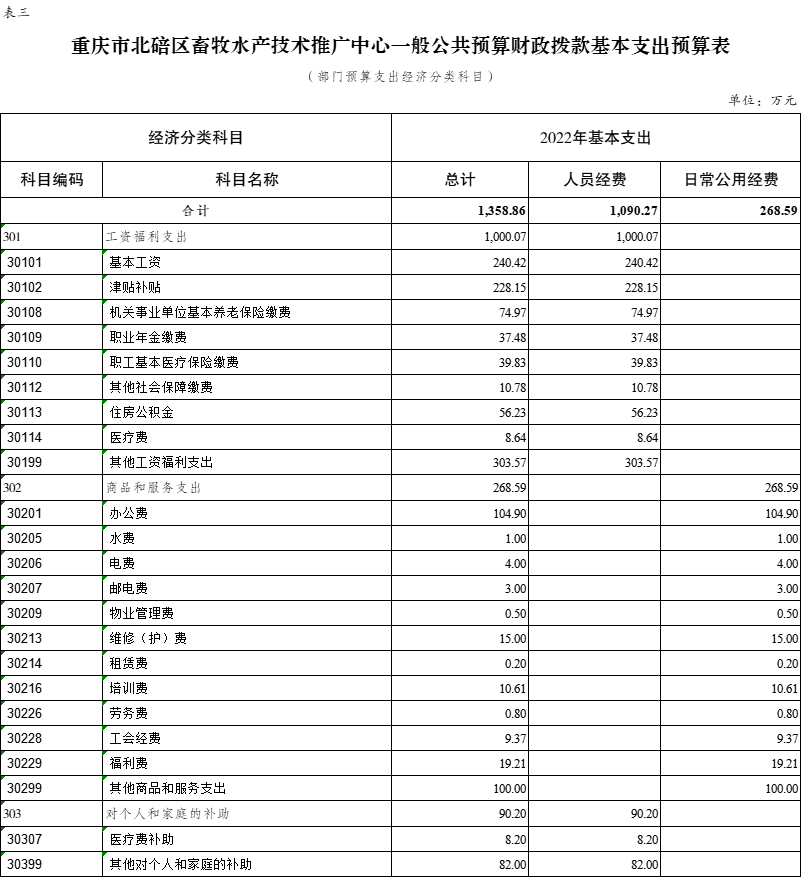 表三
重庆市北碚区畜牧水产技术推广中心一般公共预算财政拨款基本支出预算表
（部门预算支出经济分类科目）
单位：万元
经济分类科目 2022年基本支出
科目编码 科目名称 总计 人员经费 日常公用经费
合计 1,358.86 1,090.27 268.59
301 工资福利支出 1,000.07 1,000.07
30101 基本工资 240.42 240.42
30102 津贴补贴 228.15 228.15
30108 机关事业单位基本养老保险缴费 74.97 74.97
30109 职业年金缴费 37.48 37.48
30110 职工基本医疗保险缴费 39.83 39.83
30112 其他社会保障缴费 10.78 10.78
30113 住房公积金 56.23 56.23
30114 医疗费 8.64 8.64
30199 其他工资福利支出 303.57 303.57
302 商品和服务支出 268.59 268.59
30201 办公费 104.90 104.90
30205 水费 1.00 1.00
30206 电费 4.00 4.00
30207 邮电费 3.00 3.00
30209 物业管理费 0.50 0.50
30213 维修（护）费 15.00 15.00
30214 租赁费 0.20 0.20
30216 培训费 10.61 10.61
30226 劳务费 0.80 0.80
30228 工会经费 9.37 9.37
30229 福利费 19.21 19.21
30299 其他商品和服务支出 100.00 100.00
303 对个人和家庭的补助 90.20 90.20
30307 医疗费补助 8.20 8.20
30399 其他对个人和家庭的补助 82.00 82.00